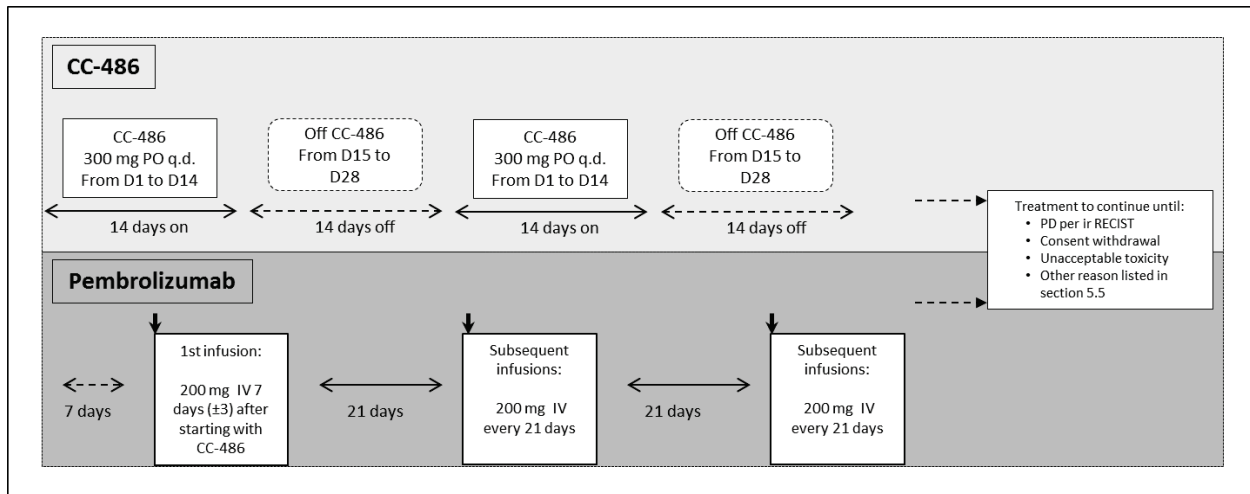 CC-486
CC-486
300 mg PO q.d.
From D1 to D14
Off CC-486
From D15 to
D28
CC-486
300 mg PO q.d.
From D1 to D14
Off CC-486
From D15 to
D28
14 days on
14 days off
14 days on
14 days off
Treatment to continue until:
• PD per ir RECIST
• Consent withdrawal
• Unacceptable toxicity
• Other reason listed in
section 5.5
Pembrolizumab
7 days
1st infusion:
200 mg IV 7
days (±3) after
starting with
CC-486
21 days
Subsequent
infusions:
200 mg IV
every 21 days
21 days
Subsequent
infusions:
200 mg IV
every 21 days